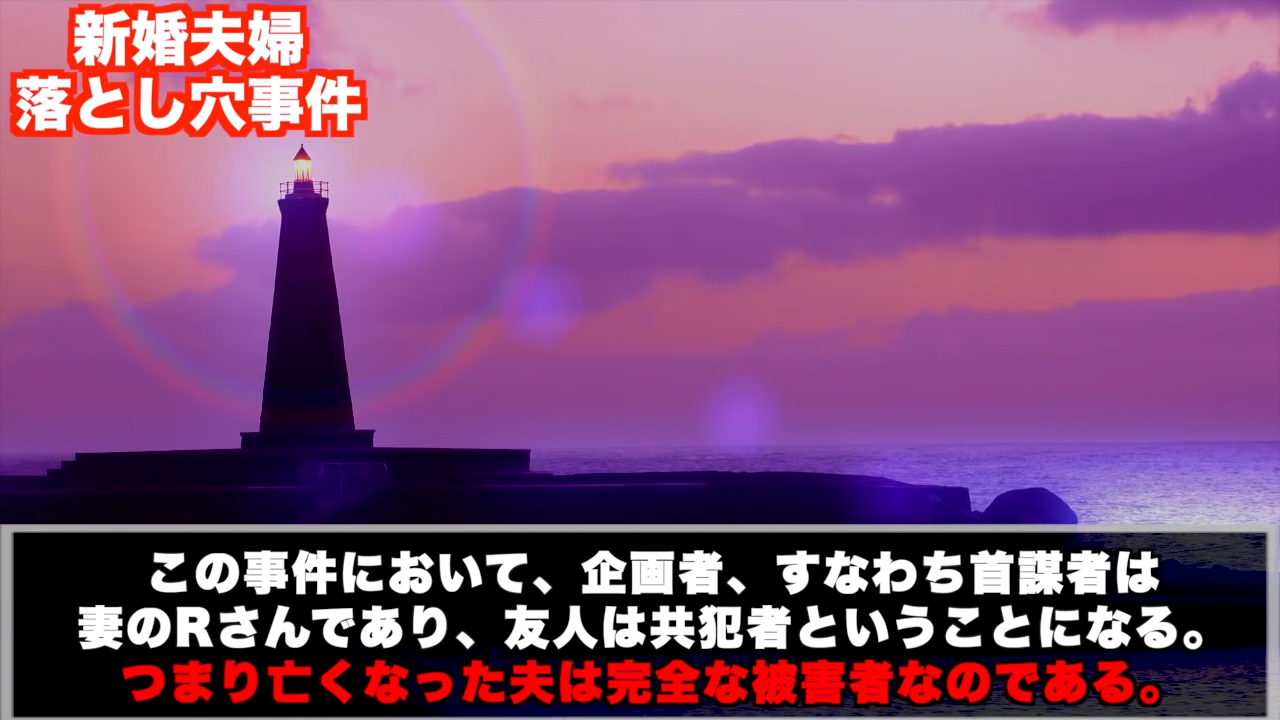 新婚夫婦
落とし穴事件
この事件において、企画者、すなわち首謀者は
妻のRさんであり、友人は共犯者ということになる。
つまり亡くなった夫は完全な被害者なのである。